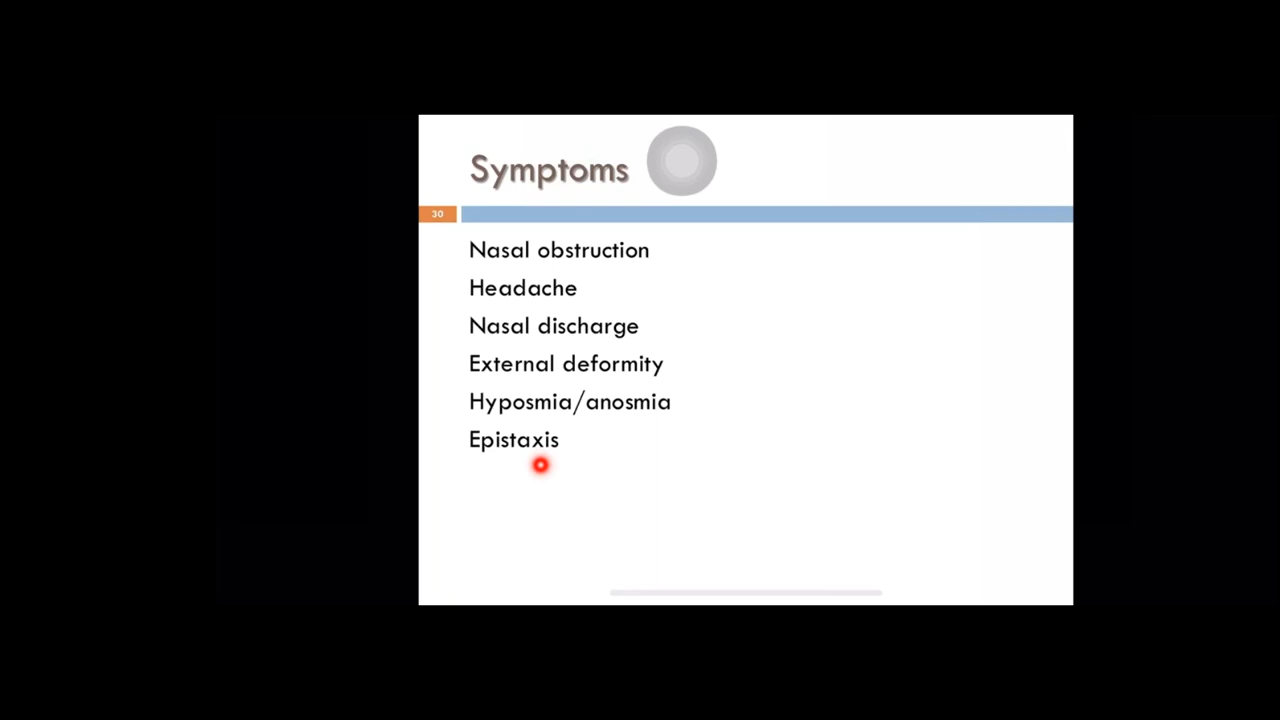 Symptoms
30
Nasal obstruction
Headache
Nasal discharge
External deformity
Hyposmia/anosmia
Epistaxis